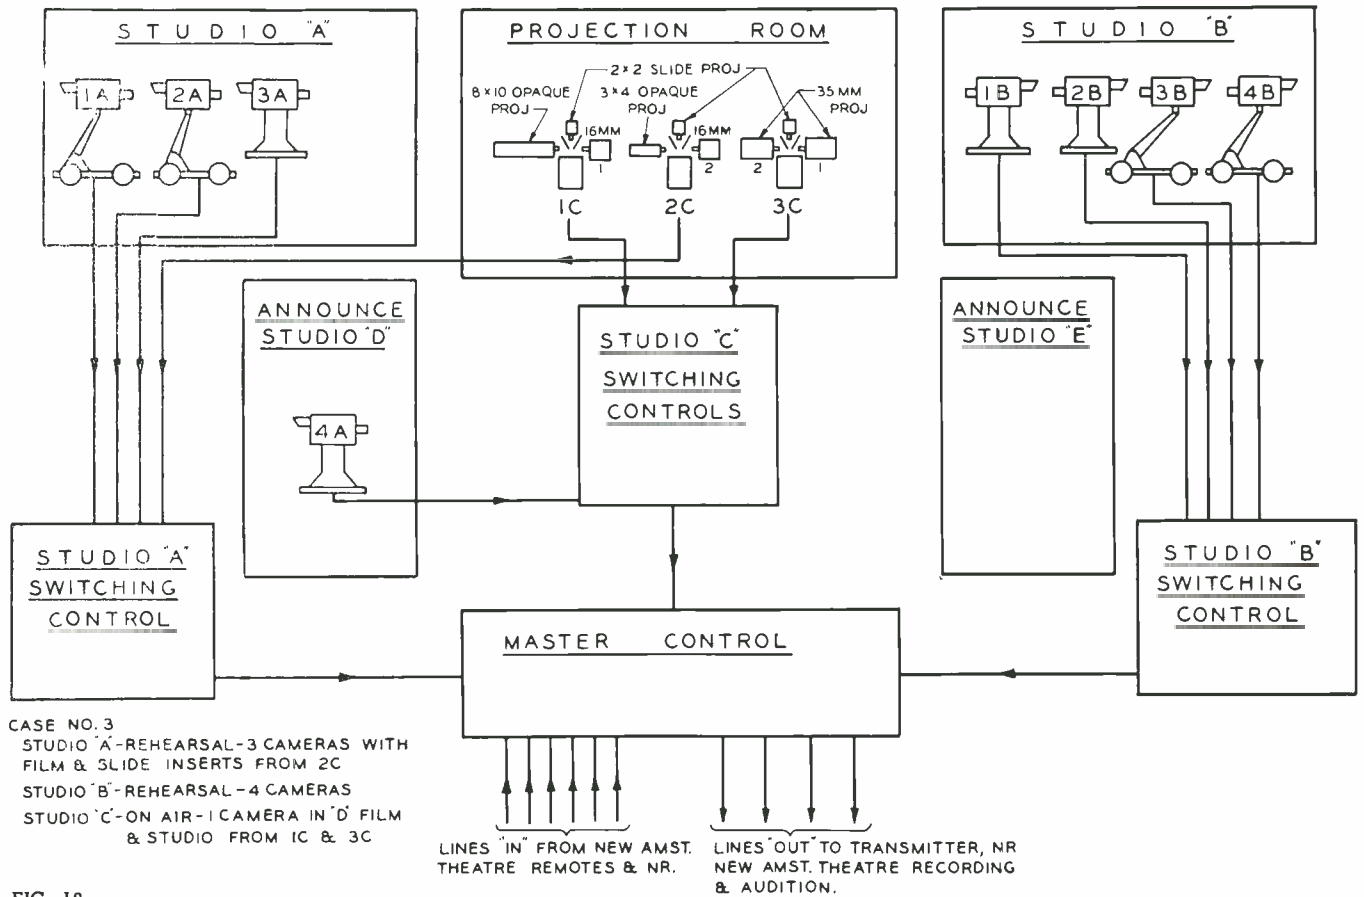 STUDIO "A"
1A
2A
3A
PROJECTION ROOM
2×2 SLIDE PROJ
8×10 OPAQUE
PROJ
3×4 OPAQUE
PROJ
35 MM
PROJ
16MM
16MM
1
2
2
1
1C
2C
3C
STUDIO "B"
1B
2B
3B
4B
ANNOUNCE
STUDIO "D"
4A
STUDIO "C"
SWITCHING
CONTROLS
ANNOUNCE
STUDIO "E"
STUDIO "A"
SWITCHING
CONTROL
MASTER CONTROL
STUDIO "B"
SWITCHING
CONTROL
CASE NO. 3
STUDIO "A"-REHEARSAL-3 CAMERAS WITH
FILM & SLIDE INSERTS FROM 2C
STUDIO "B"-REHEARSAL-4 CAMERAS
STUDIO "C"-ON AIR-1 CAMERA IN "D" FILM
& STUDIO FROM 1C & 3C
LINES "IN" FROM NEW AMST.
THEATRE REMOTES & NR.
LINES "OUT" TO TRANSMITTER, NR
NEW AMST. THEATRE RECORDING
& AUDITION.